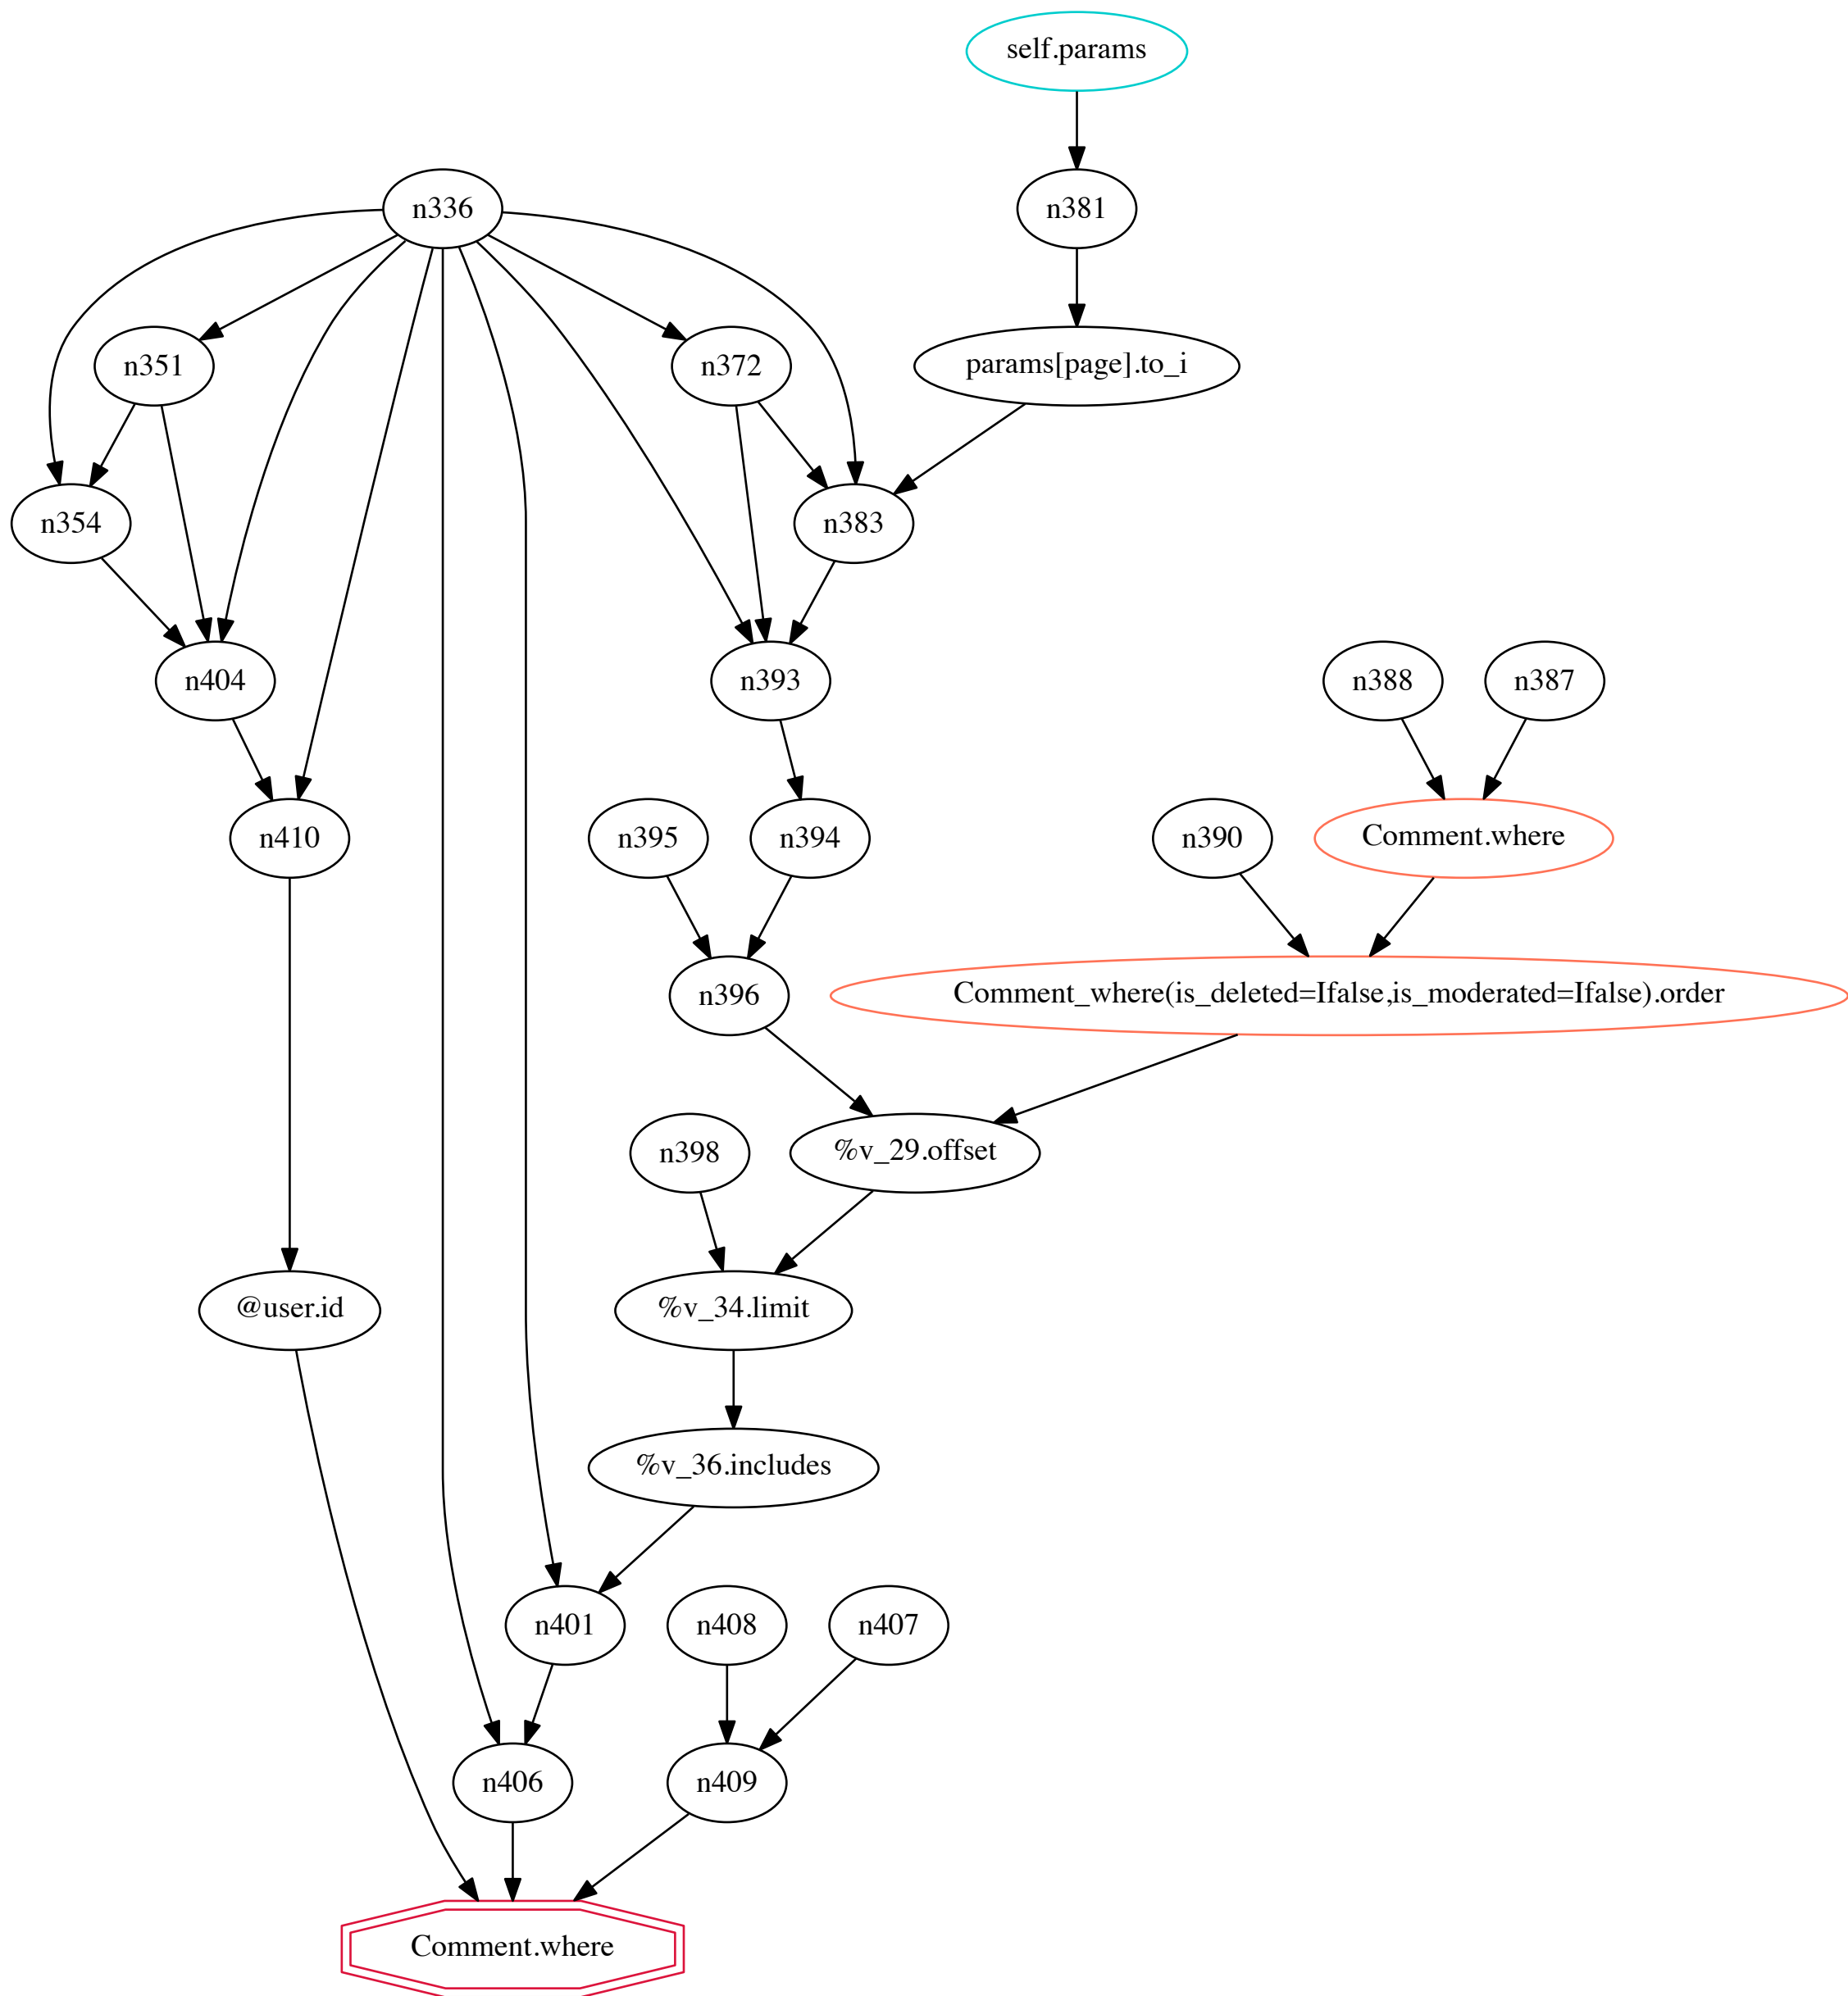 self.params
n336
n381
n351
n372
params[page].to_i
n354
n383
n404
n393
n388
n387
n410
n395
n394
n390
Comment.where
n396
Comment_where(is_deleted=Ifalse,is_moderated=Ifalse).order
n398
%v_29.offset
@user.id
%v_34.limit
%v_36.includes
n401
n408
n407
n406
n409
Comment.where